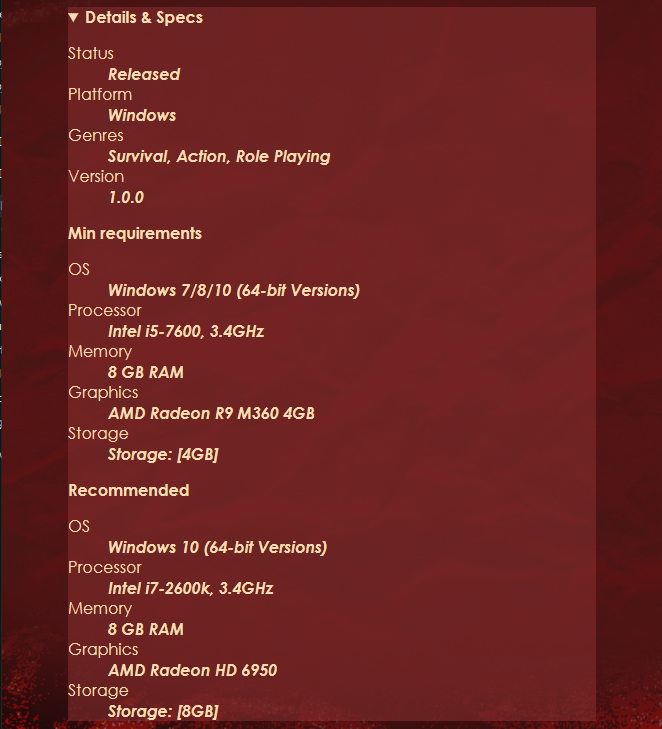 ▼ Details & Specs
Status
Released
Platform
Windows
Genres
Survival, Action, Role Playing
Version
1.0.0
Min requirements
OS
Windows 7/8/10 (64-bit Versions)
Processor
Intel i5-7600, 3.4GHz
Memory
8 GB RAM
Graphics
AMD Radeon R9 M360 4GB
Storage
Storage: [4GB]
Recommended
OS
Windows 10 (64-bit Versions)
Processor
Intel i7-2600k, 3.4GHz
Memory
8 GB RAM
Graphics
AMD Radeon HD 6950
Storage
Storage: [8GB]